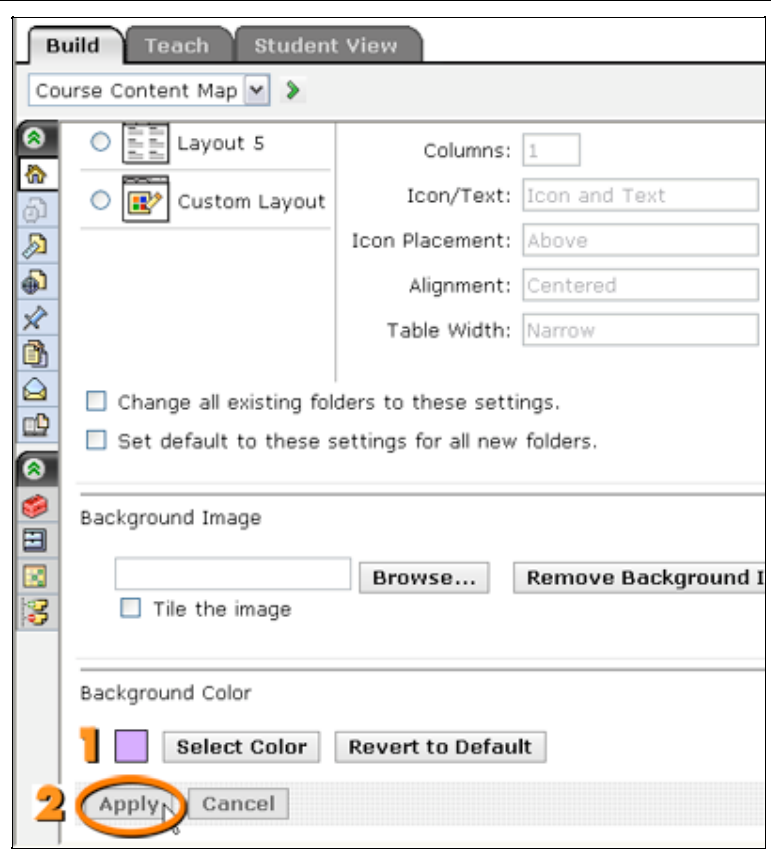 Build Teach Student View
Course Content Map
Layout 5
Custom Layout
Columns: 1
Icon/Text: Icon and Text
Icon Placement: Above
Alignment: Centered
Table Width: Narrow
Change all existing folders to these settings.
Set default to these settings for all new folders.
Background Image
Browse... Remove Background I
Tile the image
Background Color
1 Select Color Revert to Default
2 Apply Cancel